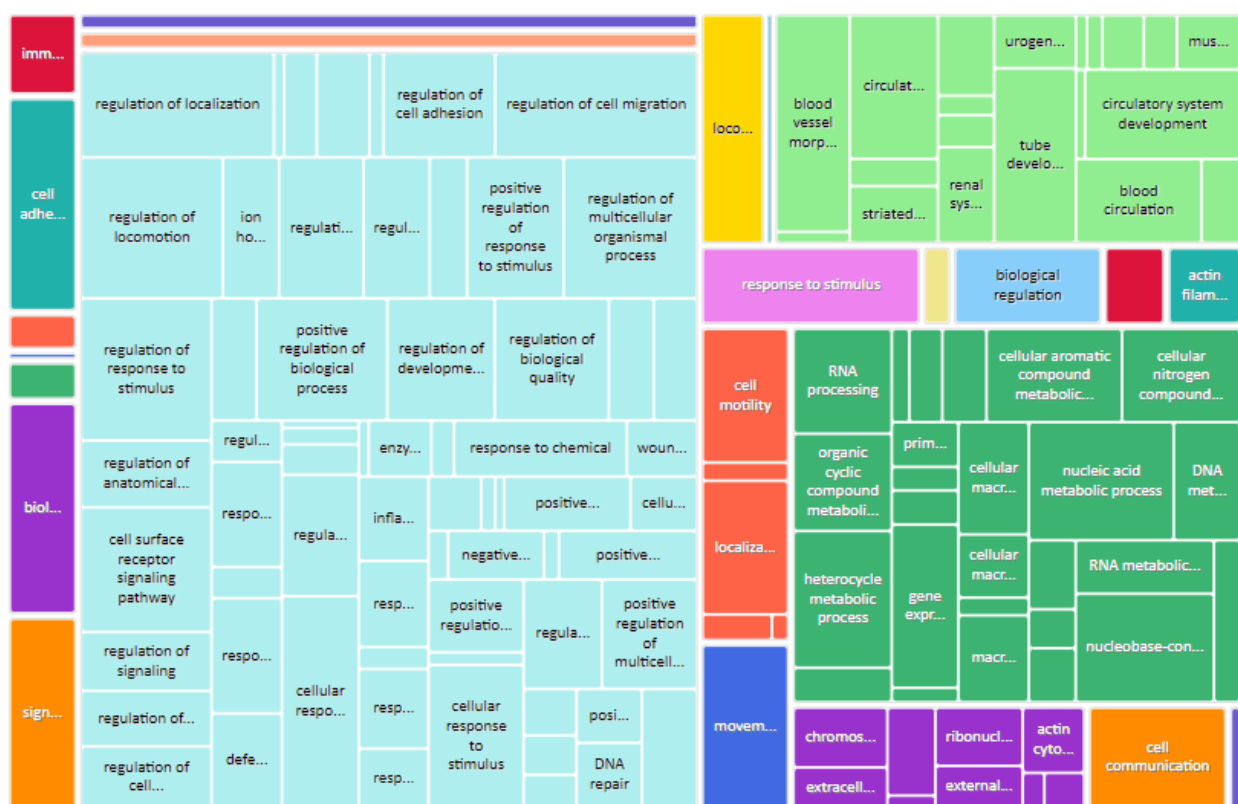 imm...
cell
adhe...
biol...
sign...
regulation of localization
regulation of
cell adhesion
regulation of cell migration
regulation of
locomotion
ion
ho...
regulati...
regul...
positive
regulation
of
response
to stimulus
regulation of
multicellular
organismal
process
regulation of
response to
stimulus
positive
regulation of
biological
process
regulation of
developme...
regulation of
biological
quality
regul...
enzy...
response to chemical
woun...
regulation of
anatomical...
respo...
regula...
infla...
positive...
cellu...
cell surface
receptor
signaling
pathway
negative...
positive...
resp...
positive
regulatio...
regula...
positive
regulation
of
multicell...
regulation of
signaling
respo...
cellular
respo...
resp...
cellular
response to
stimulus
posi...
regulation of...
regulation of
cell...
defe...
resp...
DNA
repair
loco...
blood
vessel
morp...
circulat...
urogen...
mus...
circulatory system
development
tube
develo...
renal
sys...
striated...
blood
circulation
response to stimulus
biological
regulation
actin
filam...
cell
motility
localiza...
movem...
RNA
processing
cellular aromatic
compound
metabolic...
cellular
nitrogen
compound...
organic
cyclic
compound
metaboli...
prim...
cellular
macr...
nucleic acid
metabolic process
DNA
met...
heterocycle
metabolic
process
gene
expr...
cellular
macr...
RNA metabolic...
macr...
nucleobase-con...
chromos...
ribonucl...
actin
cyto...
cell
communication
extracell...
external...